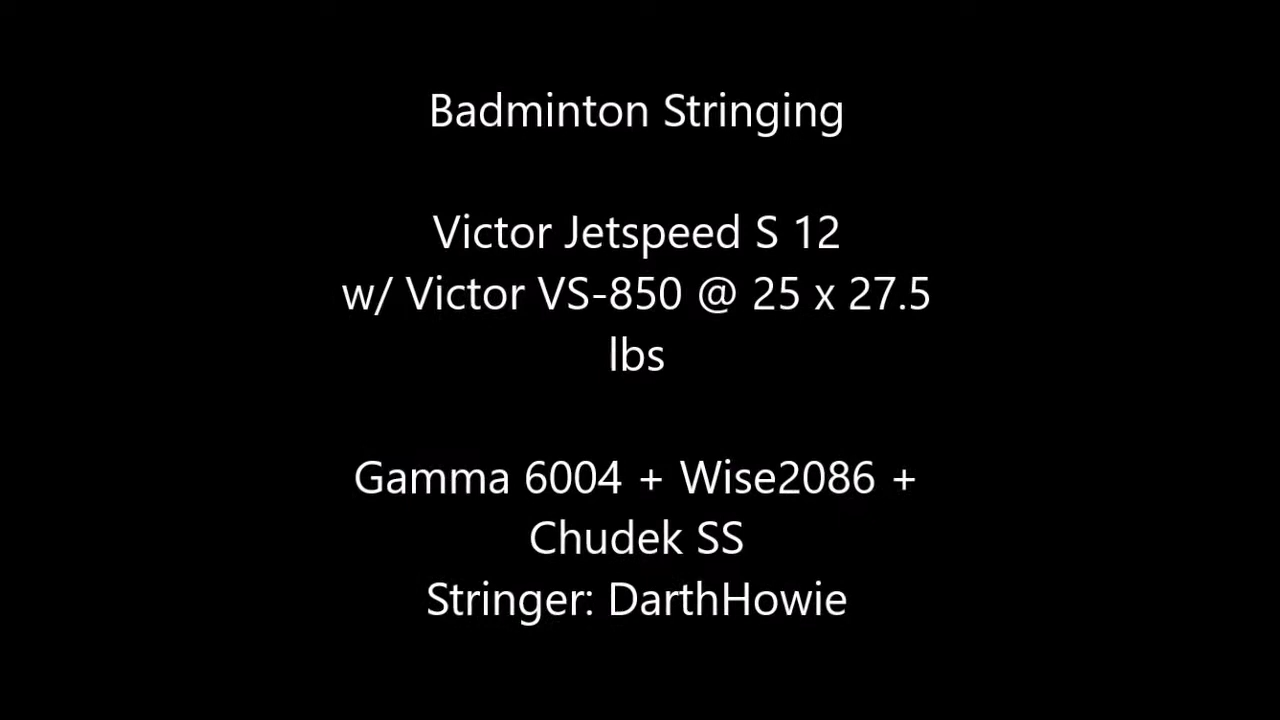 Badminton Stringing
Victor Jetspeed S 12
w/ Victor VS-850 @ 25 x 27.5
lbs
Gamma 6004 + Wise2086 +
Chudek SS
Stringer: DarthHowie